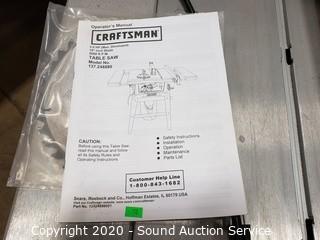 Operator's Manual
CRAFTSMAN
TABLE SAW
Model No.
137.248880
CAUTION:
Before using this Table Saw,
read this manual and follow
all its Safety Rules and
Operating Instructions
Safety Instructions
Installation
Operation
Maintenance
Parts List
Customer Help Line
1-800-843-1682
Sears, Roebuck and Co., Hoffman Estates, IL 60179 USA
Copyright 2020 - South Auction